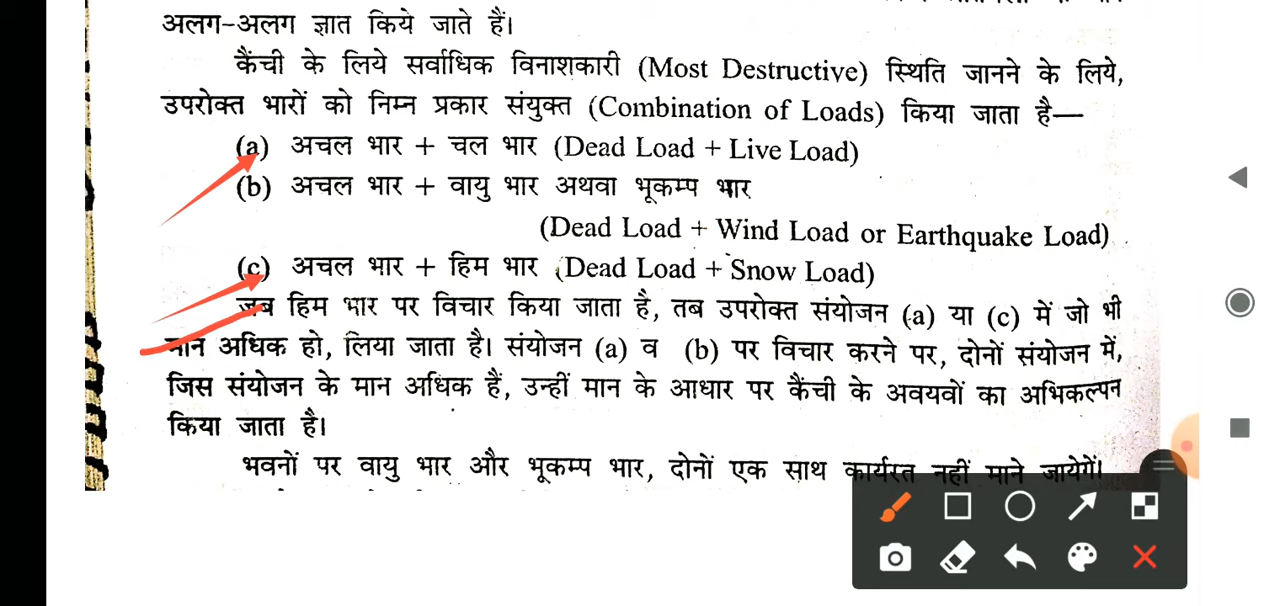 अलग-अलग ज्ञात किये जाते हैं।
कैंची के लिये सर्वाधिक विनाशकारी (Most Destructive) स्थिति जानने के लिये,
उपरोक्त भारों को निम्न प्रकार संयुक्त (Combination of Loads) किया जाता है—
(a) अचल भार + चल भार (Dead Load + Live Load)
(b) अचल भार + वायु भार अथवा भूकम्प भार
(Dead Load + Wind Load or Earthquake Load)
(c) अचल भार + हिम भार (Dead Load + Snow Load)
जब हिम भार पर विचार किया जाता है, तब उपरोक्त संयोजन (a) या (c) में जो भी
मान अधिक हो, लिया जाता है। संयोजन (a) व (b) पर विचार करने पर, दोनों संयोजन में,
जिस संयोजन के मान अधिक हैं, उन्हीं मान के आधार पर कैंची के अवयवों का अभिकल्पन
किया जाता है।
भवनों पर वायु भार और भूकम्प भार, दोनों एक साथ कार्यरत नहीं माने जायेगें।